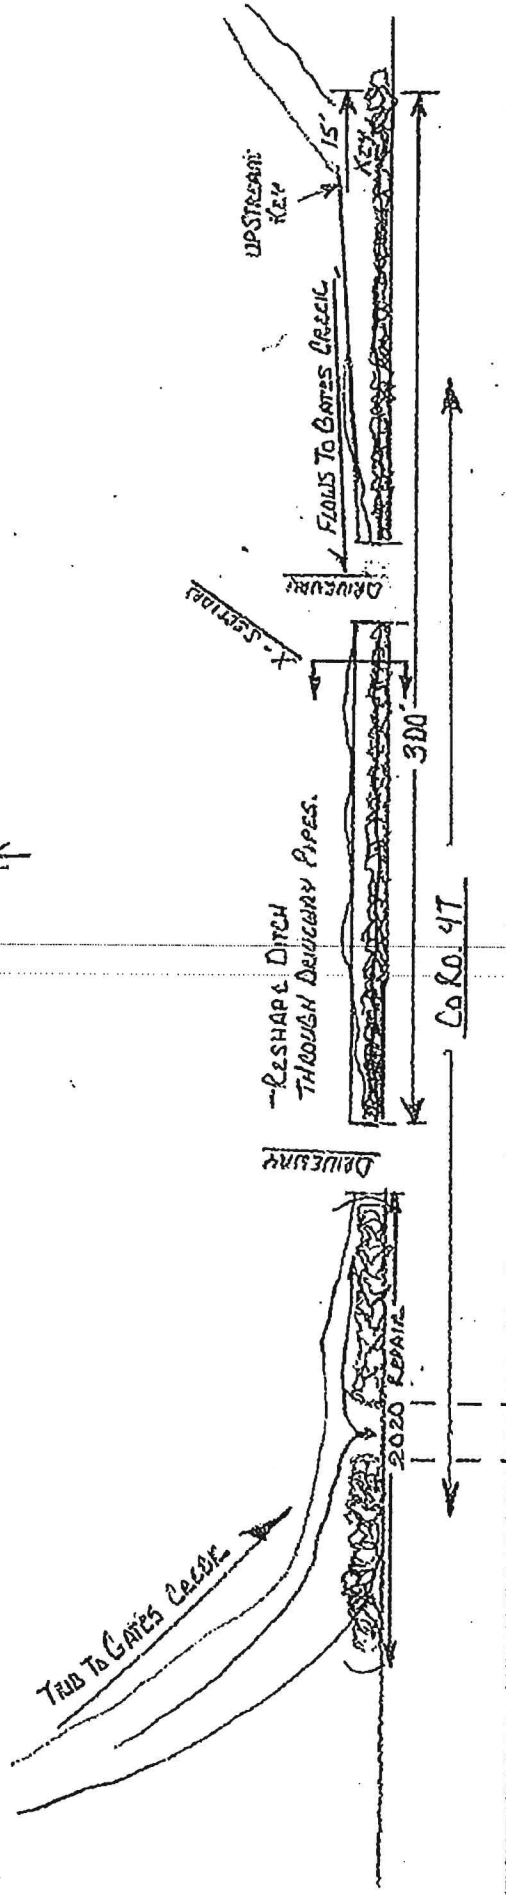 TRIB TO GATES CREEK
2020 REPAIR
DRIVEWAY
-RESHAPE DITCH
THROUGH DRIVEWAY PIPES.
X-SECTION
DRIVEWAY
FLOWS TO GATES CREEK
UPSTREAM
KEY
15'
KEY
300'
CO RD. 47